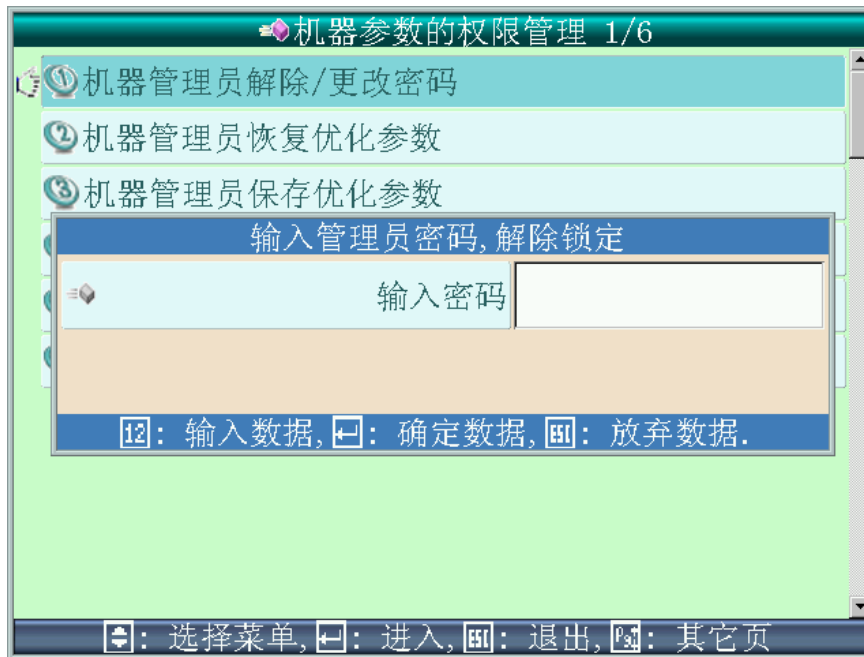 机器参数的权限管理 1/6
① 机器管理员解除/更改密码
② 机器管理员恢复优化参数
③ 机器管理员保存优化参数
输入管理员密码,解除锁定
输入密码
12: 输入数据,: 确定数据,ESC: 放弃数据.
: 选择菜单,: 进入,ESC: 退出,: 其它页